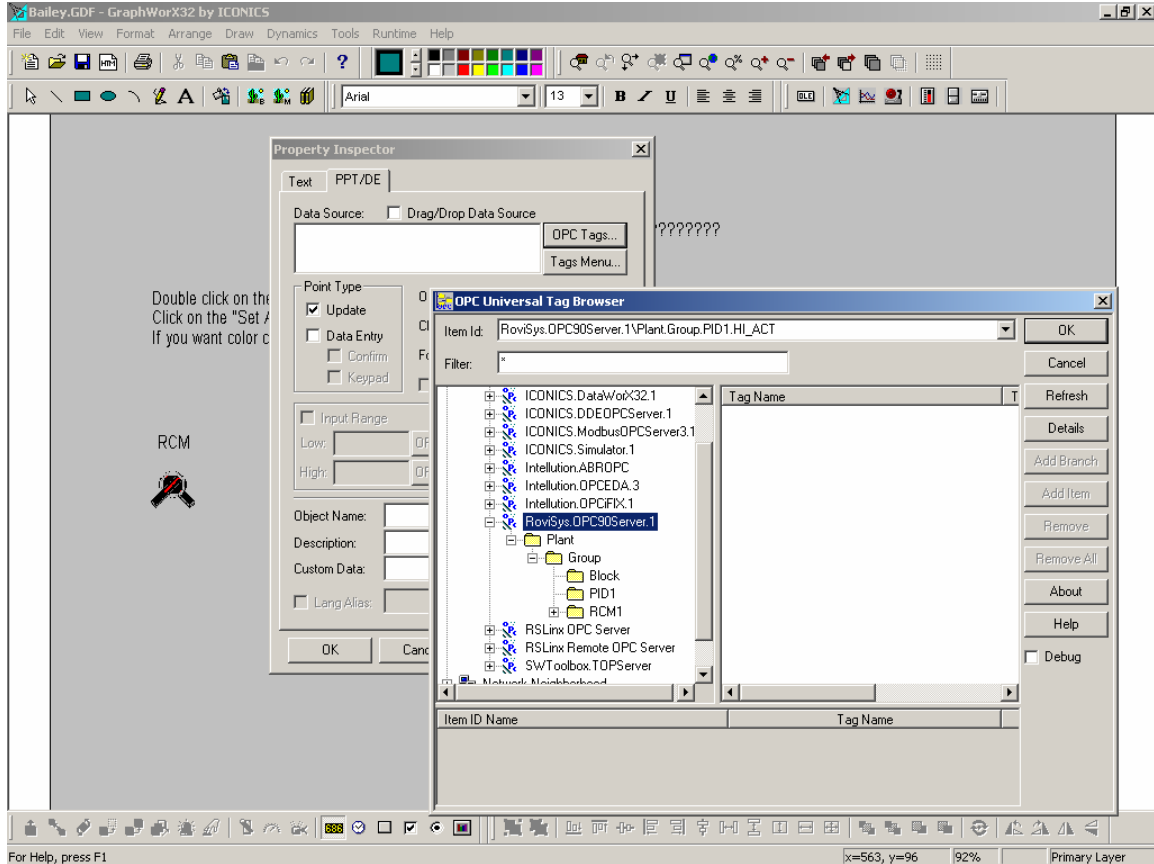 Bailey.GDF - GraphWorX32 by ICONICS
File Edit View Format Arrange Draw Dynamics Tools Runtime Help
Arial 13 B I U
Property Inspector
Text PPT/DE
Data Source: Drag/Drop Data Source
OPC Tags...
Tags Menu...
???????
Double click on the
Click on the "Set A
If you want color c
Point Type
Update
Data Entry
Confirm
Keypad
Input Range
Low:
High:
RCM
Object Name:
Description:
Custom Data:
Lang Alias:
OK Canc
OPC Universal Tag Browser
Item Id: RoviSys.OPC90Server.1\Plant.Group.PID1.HI_ACT
Filter: *
OK
Cancel
Refresh
Details
Add Branch
Add Item
Remove
Remove All
About
Help
Debug
ICONICS.DataWorX32.1
ICONICS.DDEOPCServer.1
ICONICS.ModbusOPCServer3.1
ICONICS.Simulator.1
Intellution.ABROPC
Intellution.OPCEDA.3
Intellution.OPCiFIX.1
RoviSys.OPC90Server.1
Plant
Group
Block
PID1
RCM1
RSLinx OPC Server
RSLinx Remote OPC Server
SWToolbox.TOPServer
Network Neighborhood
Tag Name T
Item ID Name Tag Name
For Help, press F1 x=563, y=96 92% Primary Layer